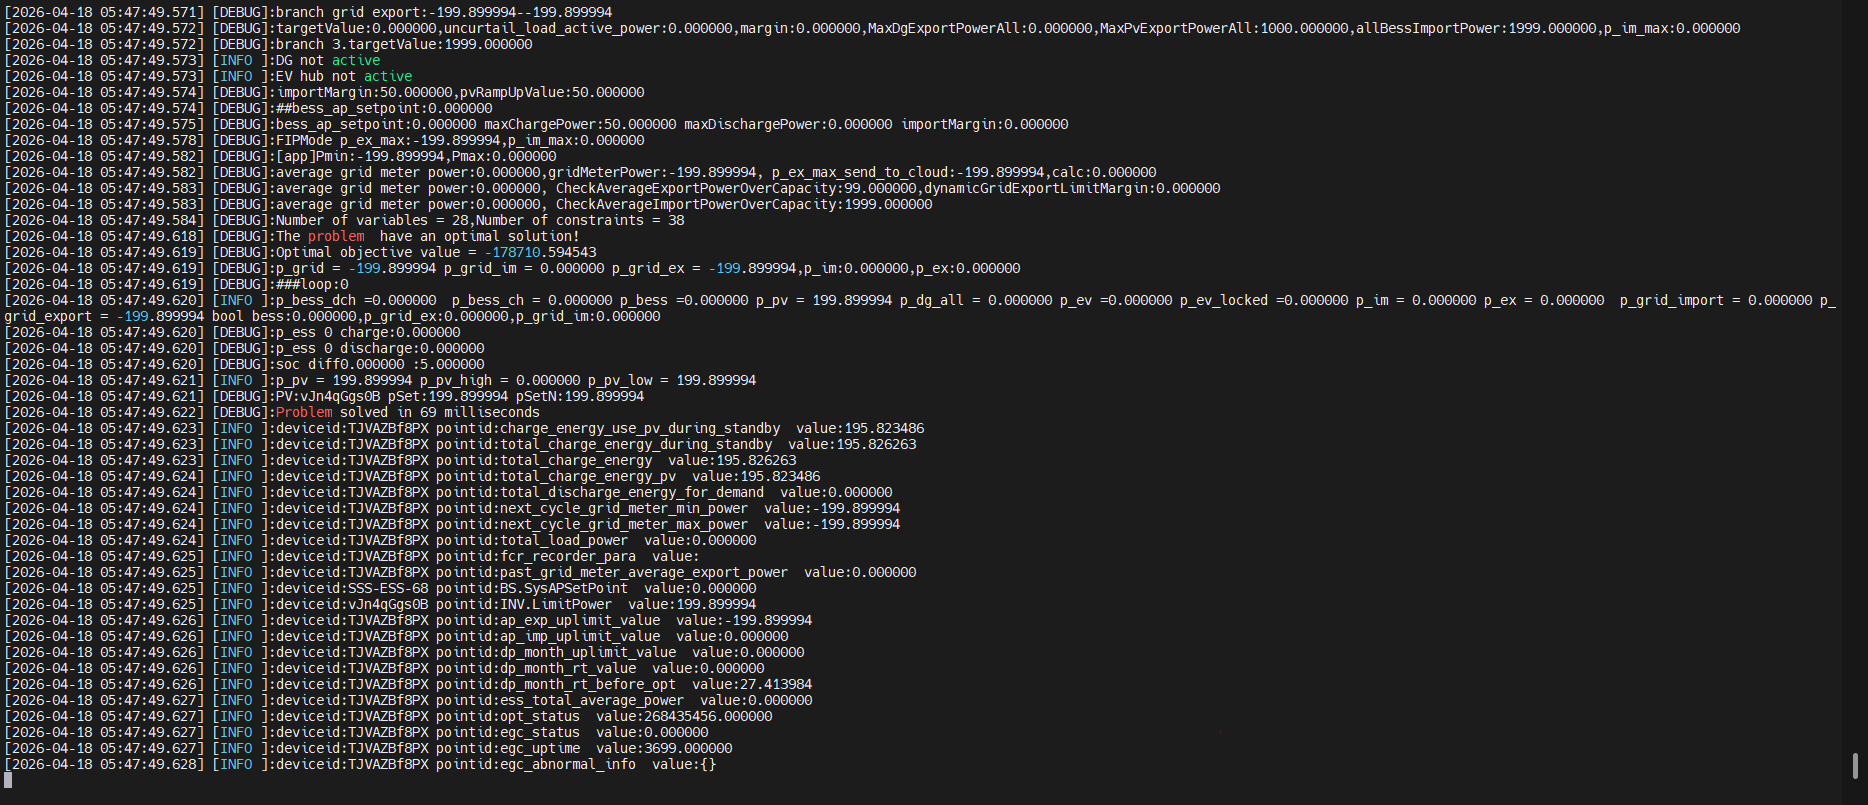 [2026-04-18 05:47:49.571] [DEBUG]:branch grid export:-199.899994--199.899994
[2026-04-18 05:47:49.572] [DEBUG]:targetValue:0.000000,uncurtail_load_active_power:0.000000,margin:0.000000,MaxDgExportPowerAll:0.000000,MaxPvExportPowerAll:1000.000000,allBessImportPower:1999.000000,p_im_max:0.000000
[2026-04-18 05:47:49.572] [DEBUG]:branch 3.targetValue:1999.000000
[2026-04-18 05:47:49.573] [INFO ]:DG not active
[2026-04-18 05:47:49.573] [INFO ]:EV hub not active
[2026-04-18 05:47:49.574] [DEBUG]:importMargin:50.000000,pvRampUpValue:50.000000
[2026-04-18 05:47:49.574] [DEBUG]:##bess_ap_setpoint:0.000000
[2026-04-18 05:47:49.575] [DEBUG]:bess_ap_setpoint:0.000000 maxChargePower:50.000000 maxDischargePower:0.000000 importMargin:0.000000
[2026-04-18 05:47:49.578] [DEBUG]:FIPMode p_ex_max:-199.899994,p_im_max:0.000000
[2026-04-18 05:47:49.582] [DEBUG]:[app]Pmin:-199.899994,Pmax:0.000000
[2026-04-18 05:47:49.582] [DEBUG]:average grid meter power:0.000000,gridMeterPower:-199.899994, p_ex_max_send_to_cloud:-199.899994,calc:0.000000
[2026-04-18 05:47:49.583] [DEBUG]:average grid meter power:0.000000, CheckAverageExportPowerOverCapacity:99.000000,dynamicGridExportLimitMargin:0.000000
[2026-04-18 05:47:49.583] [DEBUG]:average grid meter power:0.000000, CheckAverageImportPowerOverCapacity:1999.000000
[2026-04-18 05:47:49.584] [DEBUG]:Number of variables = 28,Number of constraints = 38
[2026-04-18 05:47:49.618] [DEBUG]:The problem  have an optimal solution!
[2026-04-18 05:47:49.619] [DEBUG]:Optimal objective value = -178710.594543
[2026-04-18 05:47:49.619] [DEBUG]:p_grid = -199.899994 p_grid_im = 0.000000 p_grid_ex = -199.899994,p_im:0.000000,p_ex:0.000000
[2026-04-18 05:47:49.619] [DEBUG]:###loop:0
[2026-04-18 05:47:49.620] [INFO ]:p_bess_dch =0.000000  p_bess_ch = 0.000000 p_bess =0.000000 p_pv = 199.899994 p_dg_all = 0.000000 p_ev =0.000000 p_ev_locked =0.000000 p_im = 0.000000 p_ex = 0.000000  p_grid_import = 0.000000 p_
grid_export = -199.899994 bool bess:0.000000,p_grid_ex:0.000000,p_grid_im:0.000000
[2026-04-18 05:47:49.620] [DEBUG]:p_ess 0 charge:0.000000
[2026-04-18 05:47:49.620] [DEBUG]:p_ess 0 discharge:0.000000
[2026-04-18 05:47:49.620] [DEBUG]:soc diff0.000000 :5.000000
[2026-04-18 05:47:49.621] [INFO ]:p_pv = 199.899994 p_pv_high = 0.000000 p_pv_low = 199.899994
[2026-04-18 05:47:49.621] [DEBUG]:PV:vJn4qGgs0B pSet:199.899994 pSetN:199.899994
[2026-04-18 05:47:49.622] [DEBUG]:Problem solved in 69 milliseconds
[2026-04-18 05:47:49.623] [INFO ]:deviceid:TJVAZBf8PX pointid:charge_energy_use_pv_during_standby  value:195.823486
[2026-04-18 05:47:49.623] [INFO ]:deviceid:TJVAZBf8PX pointid:total_charge_energy_during_standby  value:195.826263
[2026-04-18 05:47:49.623] [INFO ]:deviceid:TJVAZBf8PX pointid:total_charge_energy  value:195.826263
[2026-04-18 05:47:49.624] [INFO ]:deviceid:TJVAZBf8PX pointid:total_charge_energy_pv  value:195.823486
[2026-04-18 05:47:49.624] [INFO ]:deviceid:TJVAZBf8PX pointid:total_discharge_energy_for_demand  value:0.000000
[2026-04-18 05:47:49.624] [INFO ]:deviceid:TJVAZBf8PX pointid:next_cycle_grid_meter_min_power  value:-199.899994
[2026-04-18 05:47:49.624] [INFO ]:deviceid:TJVAZBf8PX pointid:next_cycle_grid_meter_max_power  value:-199.899994
[2026-04-18 05:47:49.624] [INFO ]:deviceid:TJVAZBf8PX pointid:total_load_power  value:0.000000
[2026-04-18 05:47:49.625] [INFO ]:deviceid:TJVAZBf8PX pointid:fcr_recorder_para  value:
[2026-04-18 05:47:49.625] [INFO ]:deviceid:TJVAZBf8PX pointid:past_grid_meter_average_export_power  value:0.000000
[2026-04-18 05:47:49.625] [INFO ]:deviceid:SSS-ESS-68 pointid:BS.SysAPSetPoint  value:0.000000
[2026-04-18 05:47:49.625] [INFO ]:deviceid:vJn4qGgs0B pointid:INV.LimitPower  value:199.899994
[2026-04-18 05:47:49.626] [INFO ]:deviceid:TJVAZBf8PX pointid:ap_exp_uplimit_value  value:-199.899994
[2026-04-18 05:47:49.626] [INFO ]:deviceid:TJVAZBf8PX pointid:ap_imp_uplimit_value  value:0.000000
[2026-04-18 05:47:49.626] [INFO ]:deviceid:TJVAZBf8PX pointid:dp_month_uplimit_value  value:0.000000
[2026-04-18 05:47:49.626] [INFO ]:deviceid:TJVAZBf8PX pointid:dp_month_rt_value  value:0.000000
[2026-04-18 05:47:49.626] [INFO ]:deviceid:TJVAZBf8PX pointid:dp_month_rt_before_opt  value:27.413984
[2026-04-18 05:47:49.627] [INFO ]:deviceid:TJVAZBf8PX pointid:ess_total_average_power  value:0.000000
[2026-04-18 05:47:49.627] [INFO ]:deviceid:TJVAZBf8PX pointid:opt_status  value:268435456.000000
[2026-04-18 05:47:49.627] [INFO ]:deviceid:TJVAZBf8PX pointid:egc_status  value:0.000000
[2026-04-18 05:47:49.627] [INFO ]:deviceid:TJVAZBf8PX pointid:egc_uptime  value:3699.000000
[2026-04-18 05:47:49.628] [INFO ]:deviceid:TJVAZBf8PX pointid:egc_abnormal_info  value:{}